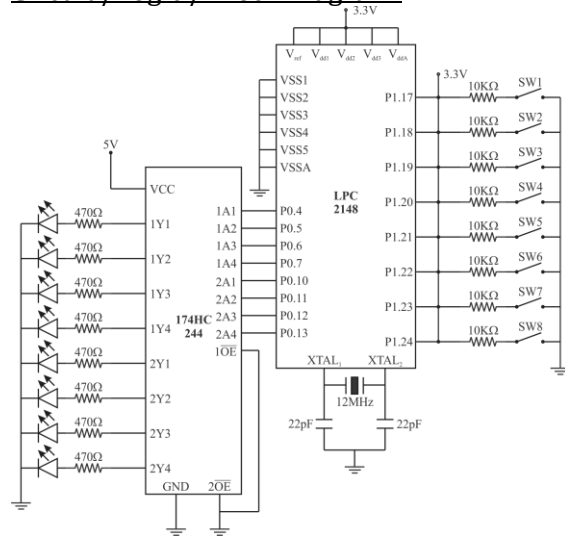 3.3V
Vref Vdd1 Vdd2 Vdd3 VddA
3.3V
VSS1
VSS2
VSS3
VSS4
VSS5
VSSA
LPC
2148
P1.17
P1.18
P1.19
P1.20
P1.21
P1.22
P1.23
P1.24
10KΩ SW1
10KΩ SW2
10KΩ SW3
10KΩ SW4
10KΩ SW5
10KΩ SW6
10KΩ SW7
10KΩ SW8
P0.4
P0.5
P0.6
P0.7
P0.10
P0.11
P0.12
P0.13
XTAL1 XTAL2
12MHz
22pF 22pF
5V
VCC
1A1
1A2
1A3
1A4
2A1
2A2
2A3
2A4
1OE
174HC
244
470Ω 1Y1
470Ω 1Y2
470Ω 1Y3
470Ω 1Y4
470Ω 2Y1
470Ω 2Y2
470Ω 2Y3
470Ω 2Y4
GND 2OE